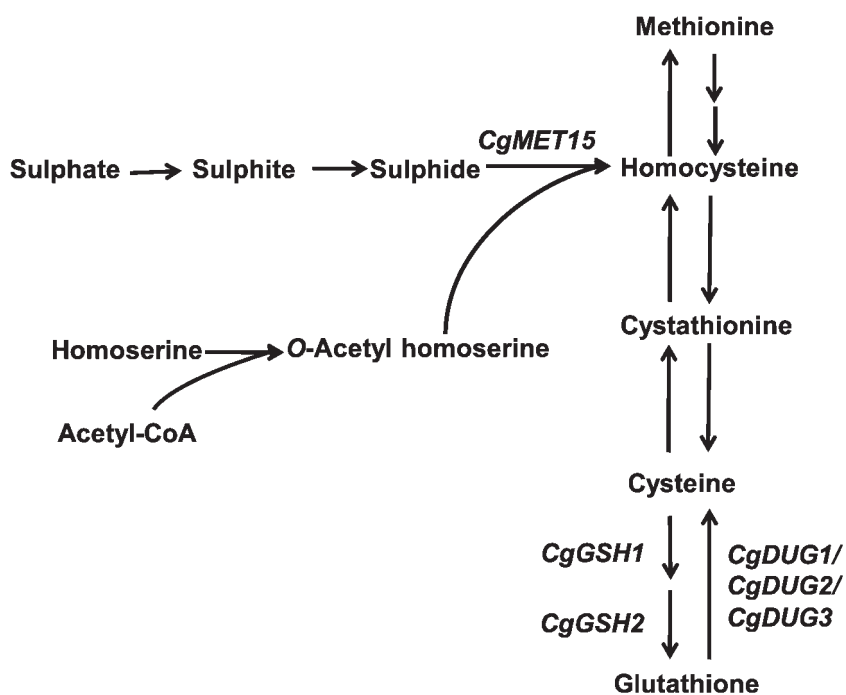 Methionine
CgMET15
Sulphate
Sulphite
Sulphide
Homocysteine
Cystathionine
Homoserine
O-Acetyl homoserine
Acetyl-CoA
Cysteine
CgGSH1
CgDUG1/
CgDUG2/
CgDUG3
CgGSH2
Glutathione